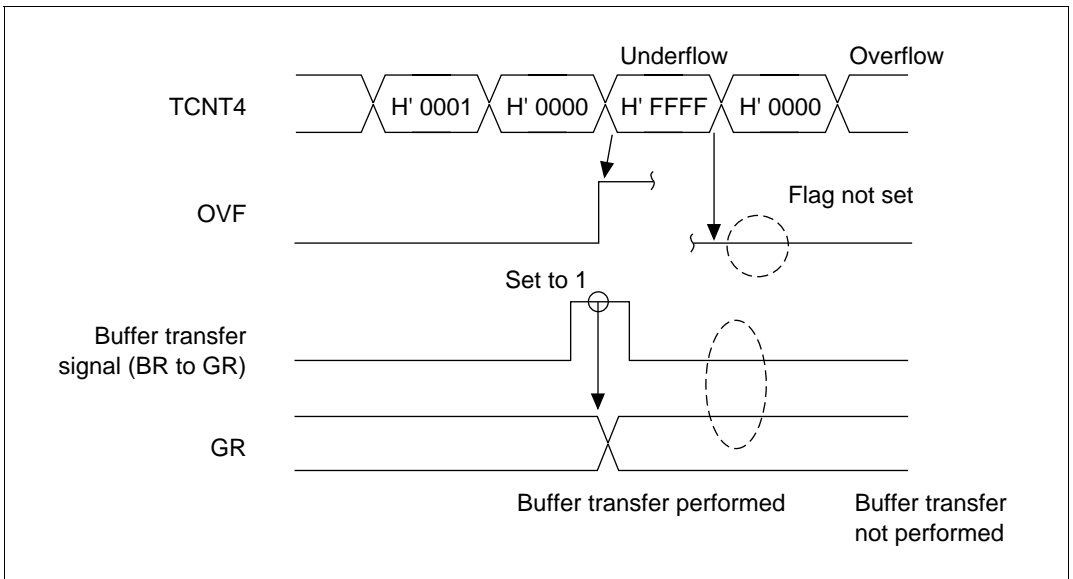 Underflow Overflow
TCNT4 H' 0001 H' 0000 H' FFFF H' 0000
Flag not set
OVF
Set to 1
Buffer transfer
signal (BR to GR)
GR
Buffer transfer performed
Buffer transfer
not performed